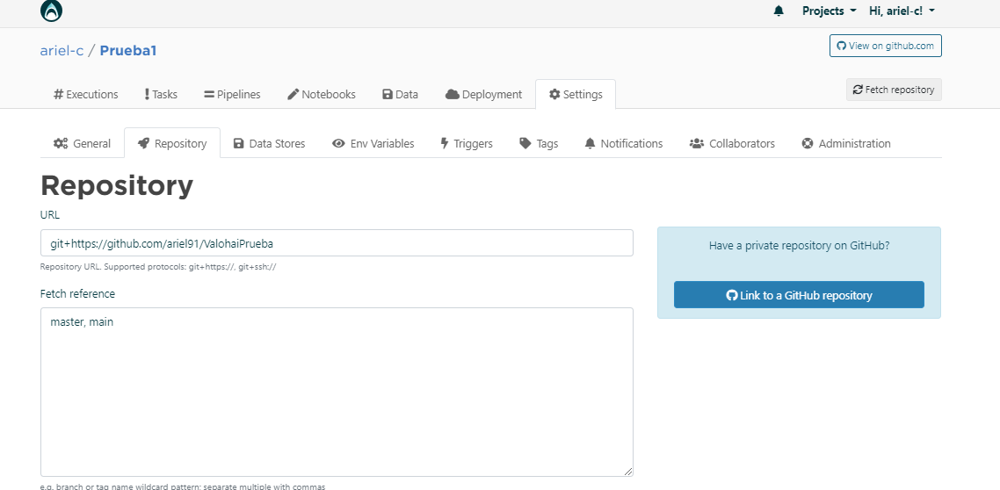 Projects Hi, ariel-c!
ariel-c / Prueba1
View on github.com
Executions Tasks Pipelines Notebooks Data Deployment Settings
Fetch repository
General Repository Data Stores Env Variables Triggers Tags Notifications Collaborators Administration
Repository
URL
git+https://github.com/ariel91/ValohaiPrueba
Repository URL. Supported protocols: git+https://, git+ssh://
Have a private repository on GitHub?
Link to a GitHub repository
Fetch reference
master, main
e.g. branch or tag name wildcard pattern; separate multiple with commas